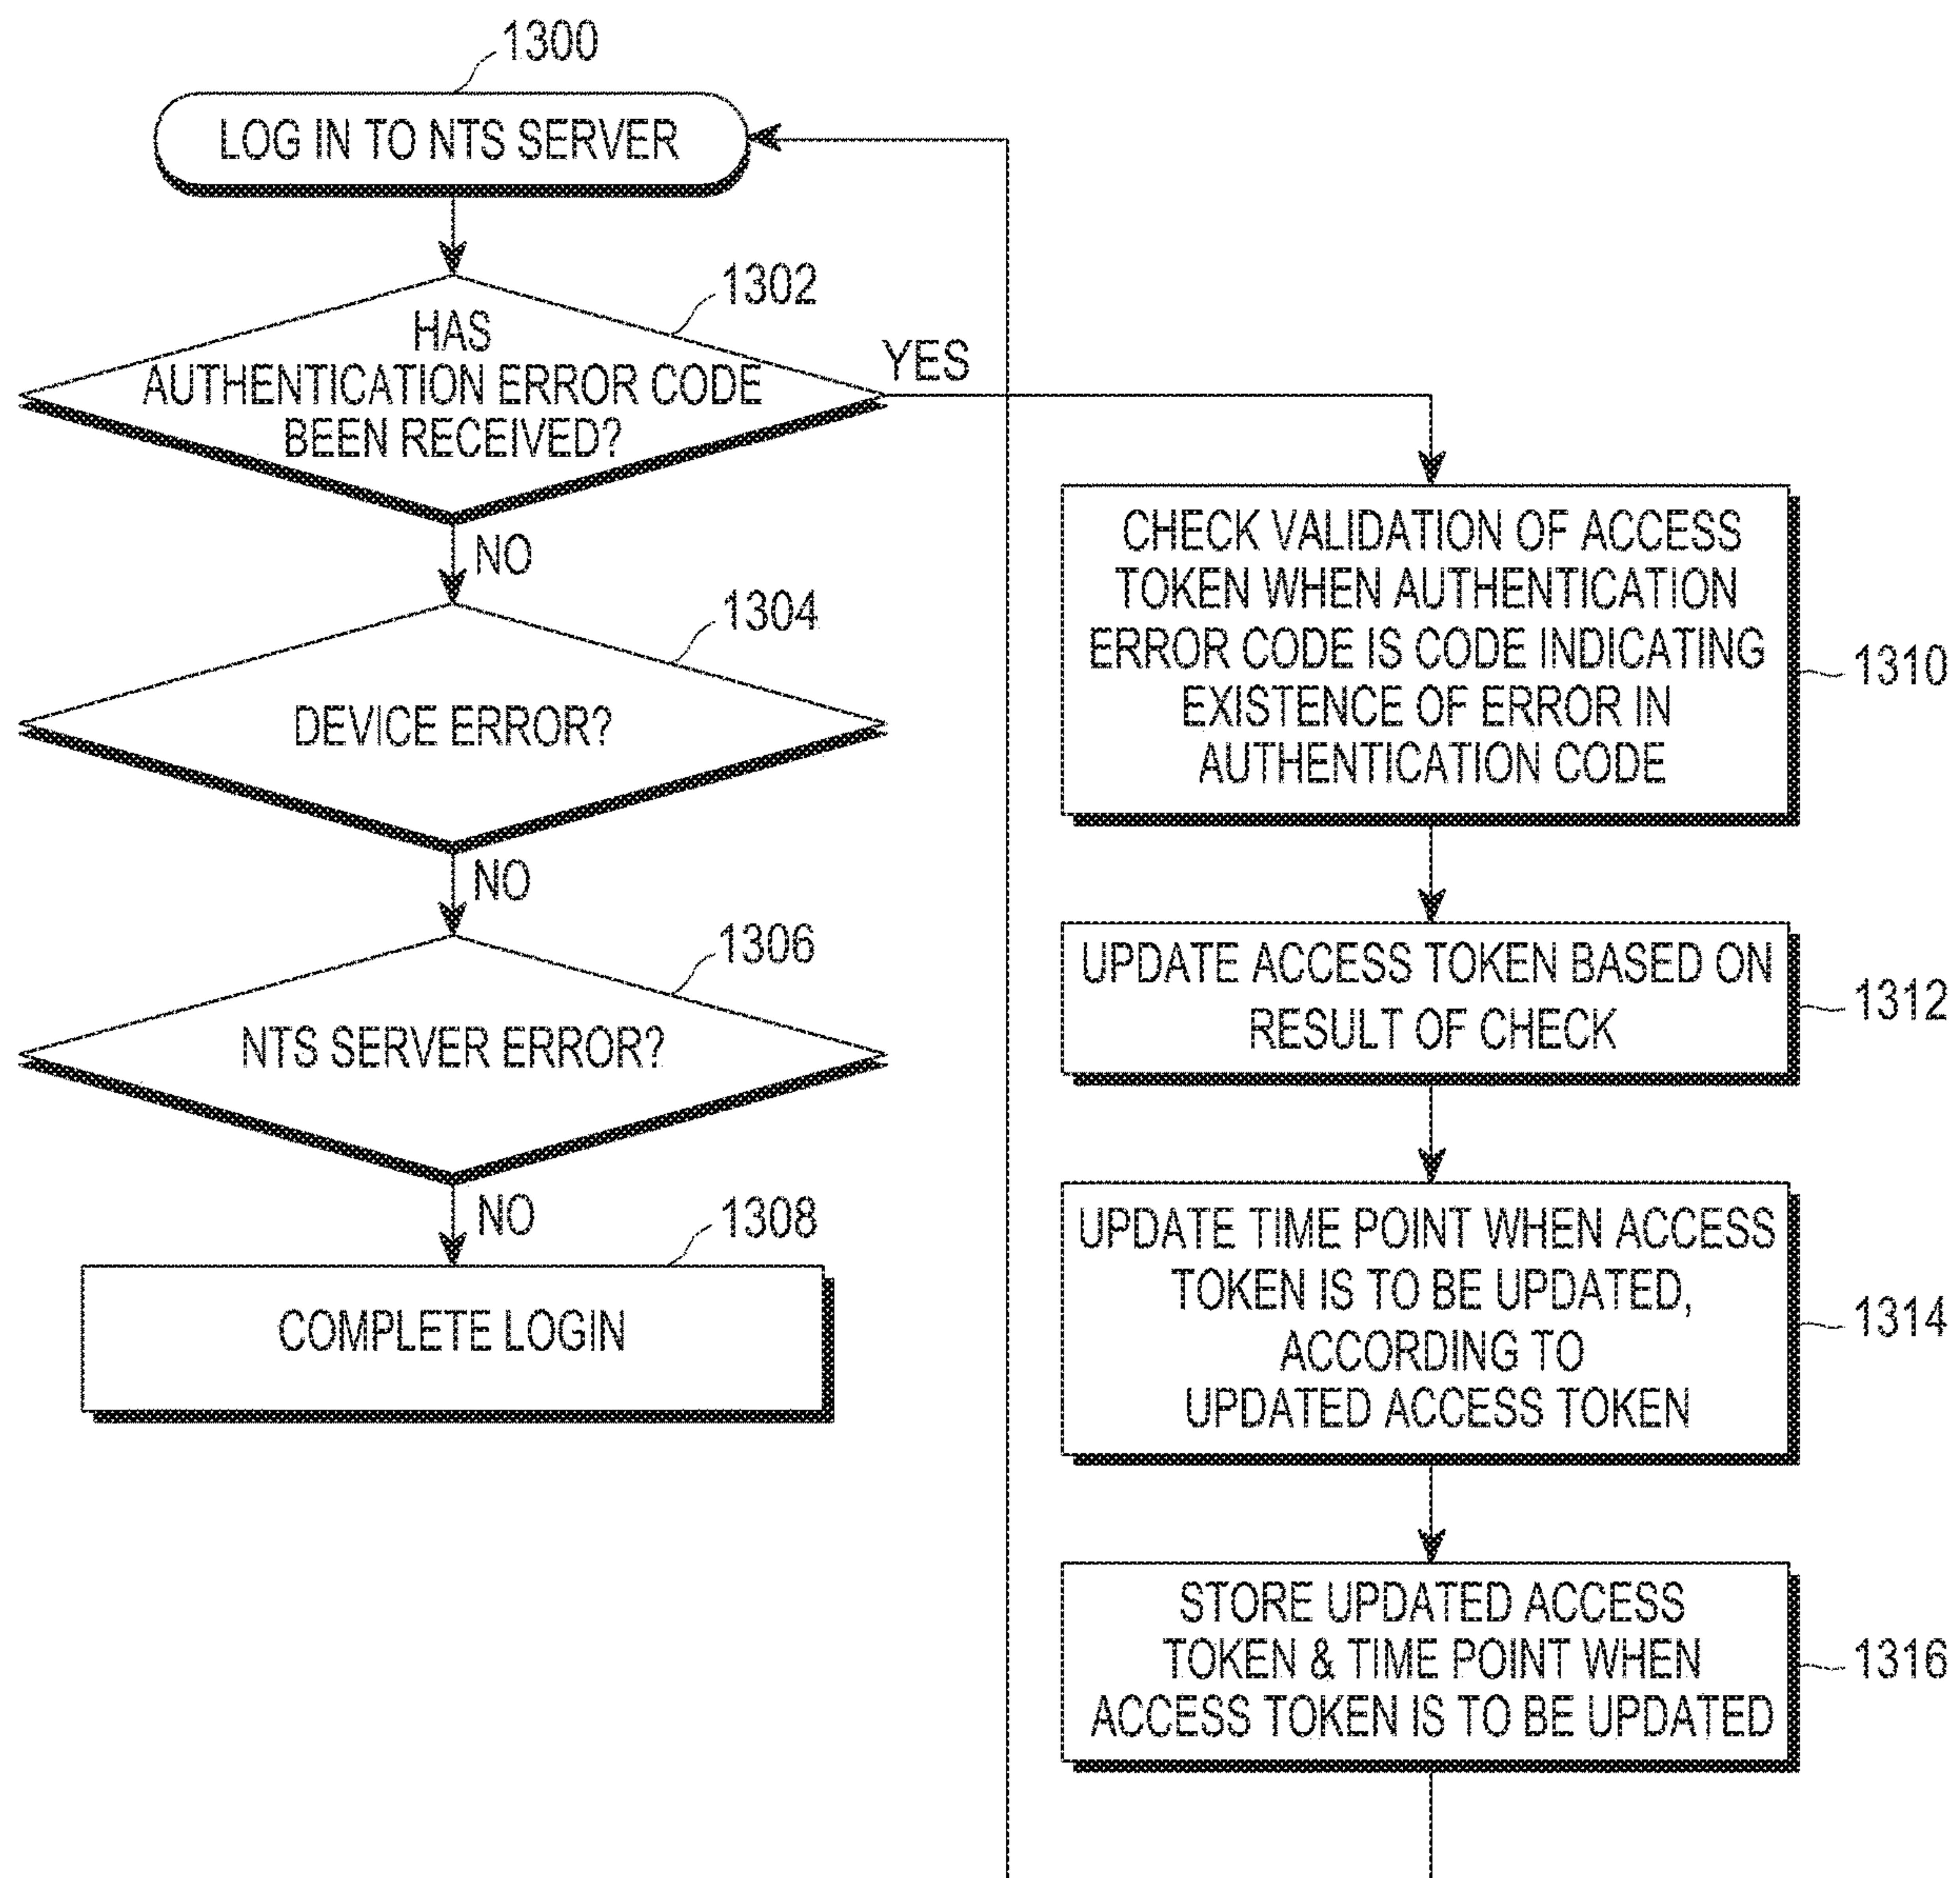 1300
LOG IN TO NTS SERVER
1302
HAS
AUTHENTICATION ERROR CODE
BEEN RECEIVED?
YES
NO
1304
DEVICE ERROR?
NO
1306
NTS SERVER ERROR?
NO
1308
COMPLETE LOGIN
CHECK VALIDATION OF ACCESS
TOKEN WHEN AUTHENTICATION
ERROR CODE IS CODE INDICATING
EXISTENCE OF ERROR IN
AUTHENTICATION CODE
1310
UPDATE ACCESS TOKEN BASED ON
RESULT OF CHECK
1312
UPDATE TIME POINT WHEN ACCESS
TOKEN IS TO BE UPDATED,
ACCORDING TO
UPDATED ACCESS TOKEN
1314
STORE UPDATED ACCESS
TOKEN & TIME POINT WHEN
ACCESS TOKEN IS TO BE UPDATED
1316